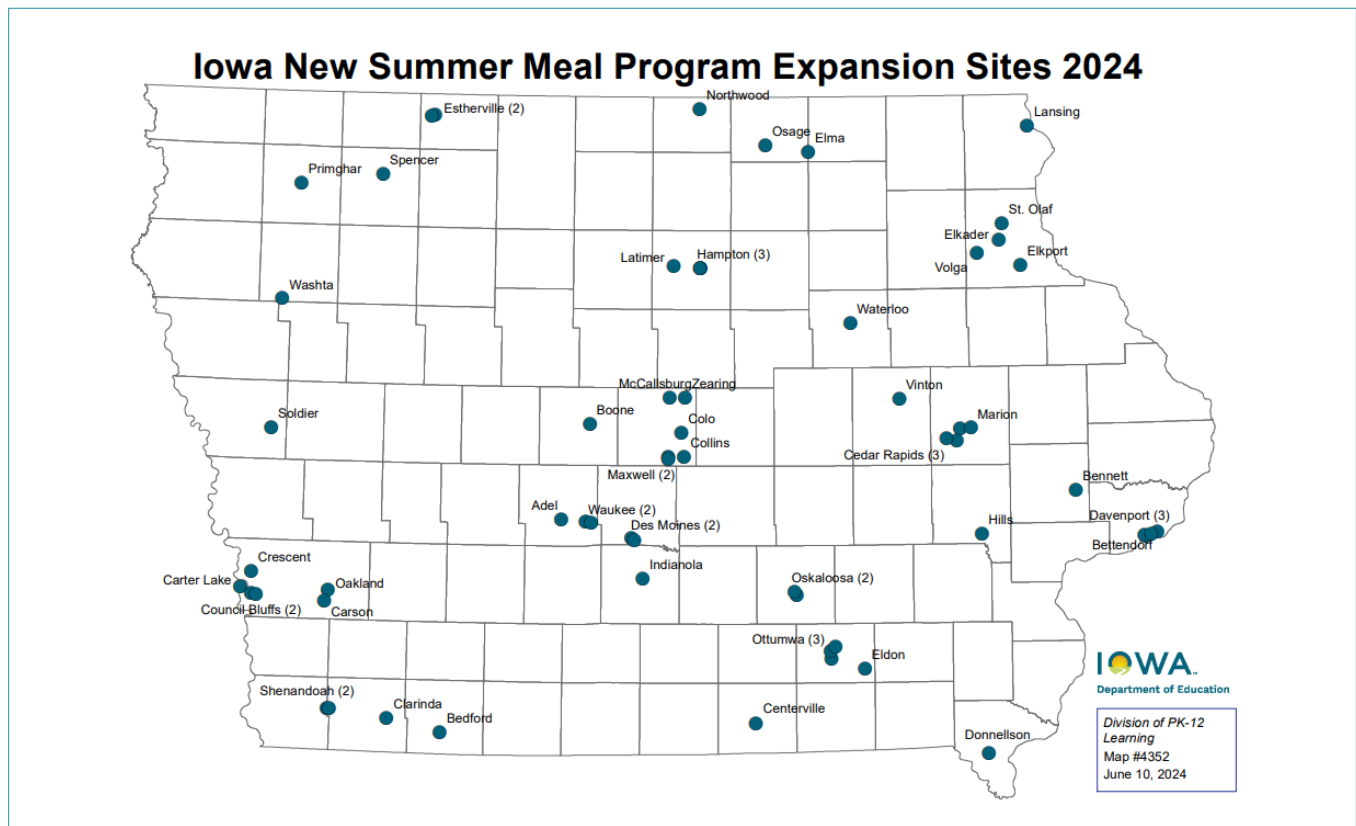 Iowa New Summer Meal Program Expansion Sites 2024
Northwood
Estherville (2)
Lansing
Osage
Elma
Spencer
Primghar
St. Olaf
Elkader
Elkport
Volga
Hampton (3)
Latimer
Washta
Waterloo
McCallsburg
Zearing
Vinton
Soldier
Boone
Colo
Marion
Collins
Cedar Rapids (3)
Maxwell (2)
Bennett
Adel
Waukee (2)
Des Moines (2)
Hills
Davenport (3)
Bettendorf
Crescent
Indianola
Carter Lake
Oakland
Oskaloosa (2)
Council Bluffs (2)
Carson
Ottumwa (3)
Eldon
Shenandoah (2)
Clarinda
Bedford
Centerville
Donnellson
IOWA™
Department of Education
Division of PK-12
Learning
Map #4352
June 10, 2024